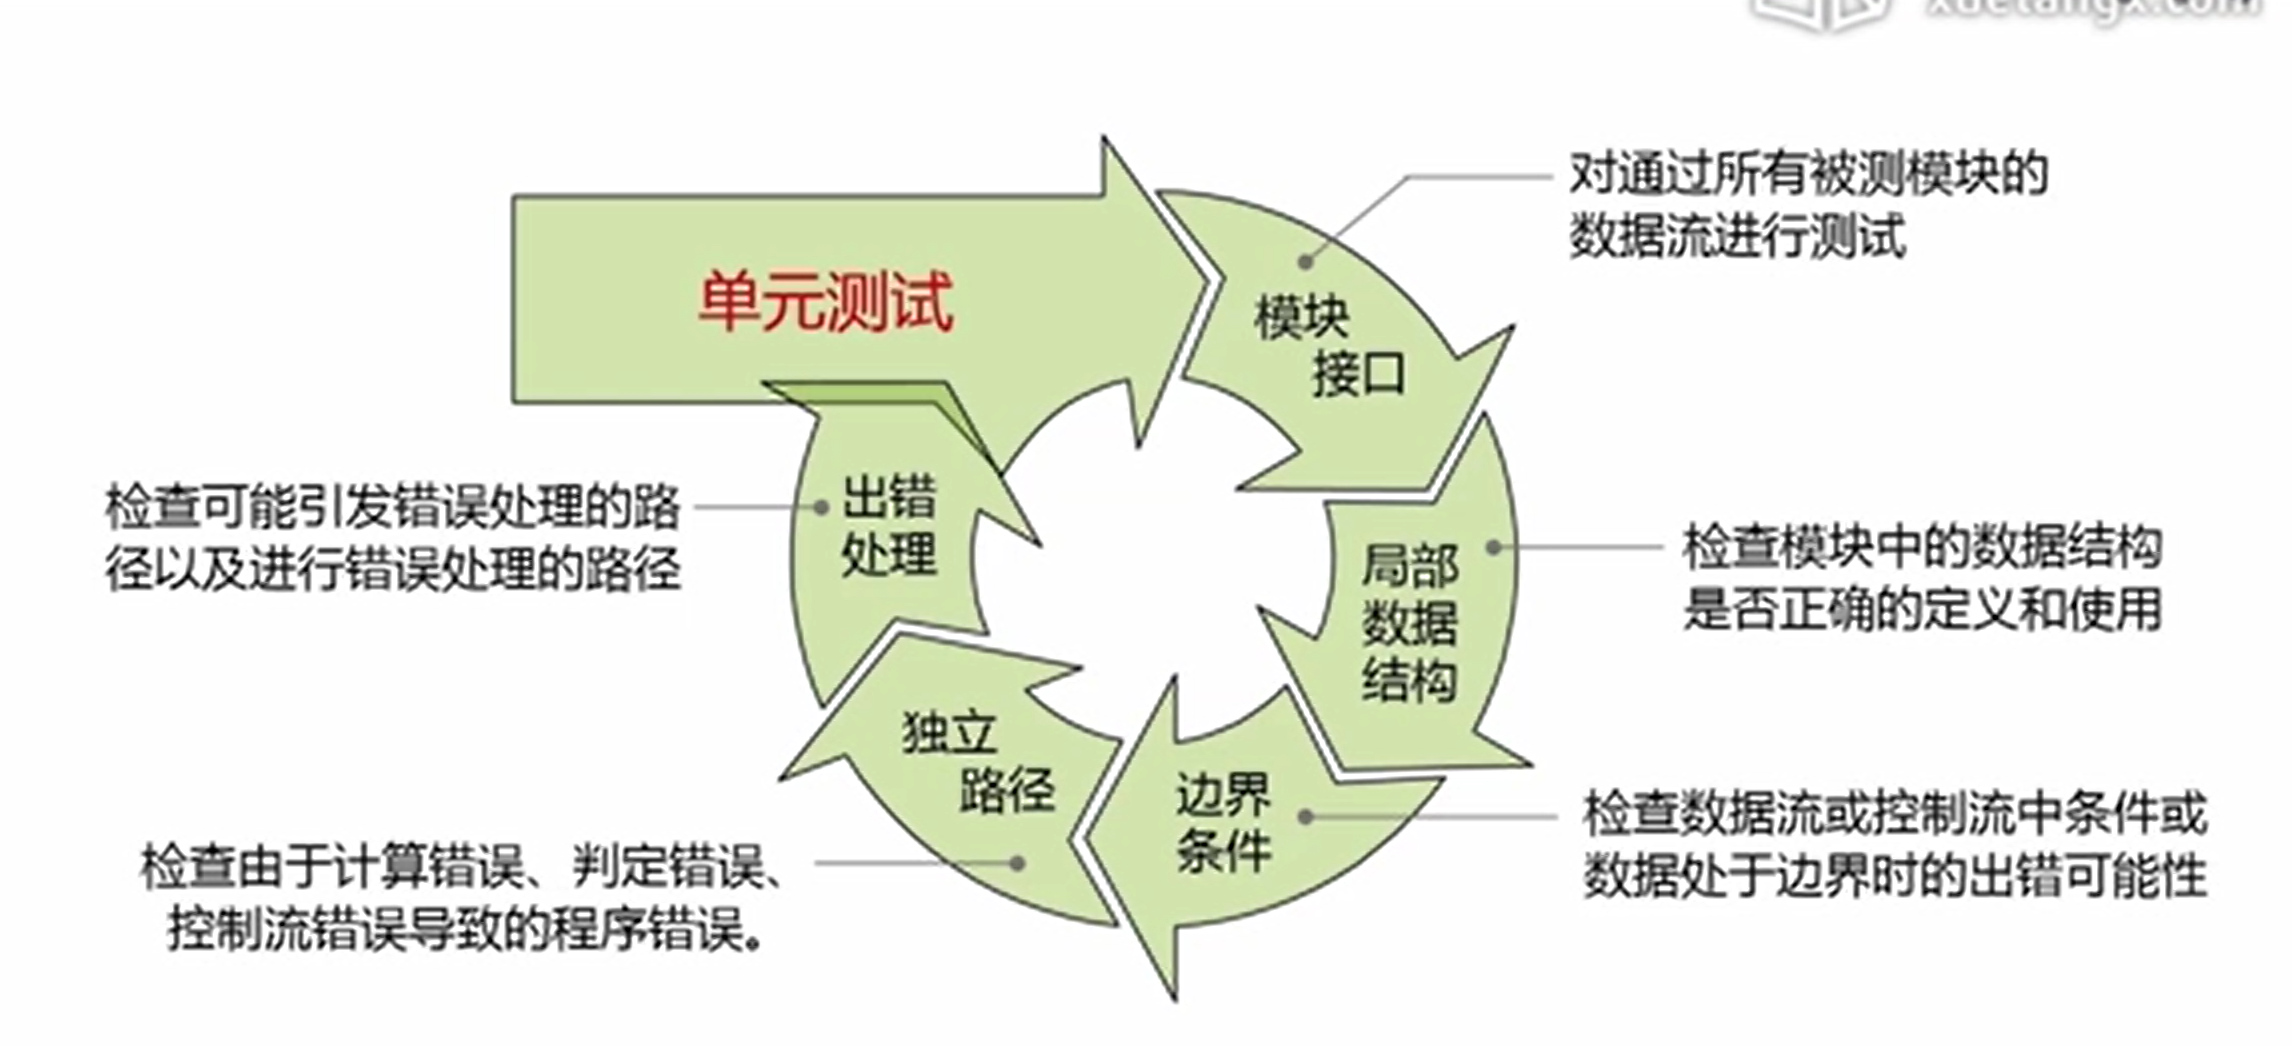 单元测试
对通过所有被测模块的
数据流进行测试
模块
接口
检查模块中的数据结构
是否正确的定义和使用
局部
数据
结构
检查数据流或控制流中条件或
数据处于边界时的出错可能性
边界
条件
独立
路径
检查由于计算错误、判定错误、
控制流错误导致的程序错误。
出错
处理
检查可能引发错误处理的路
径以及进行错误处理的路径